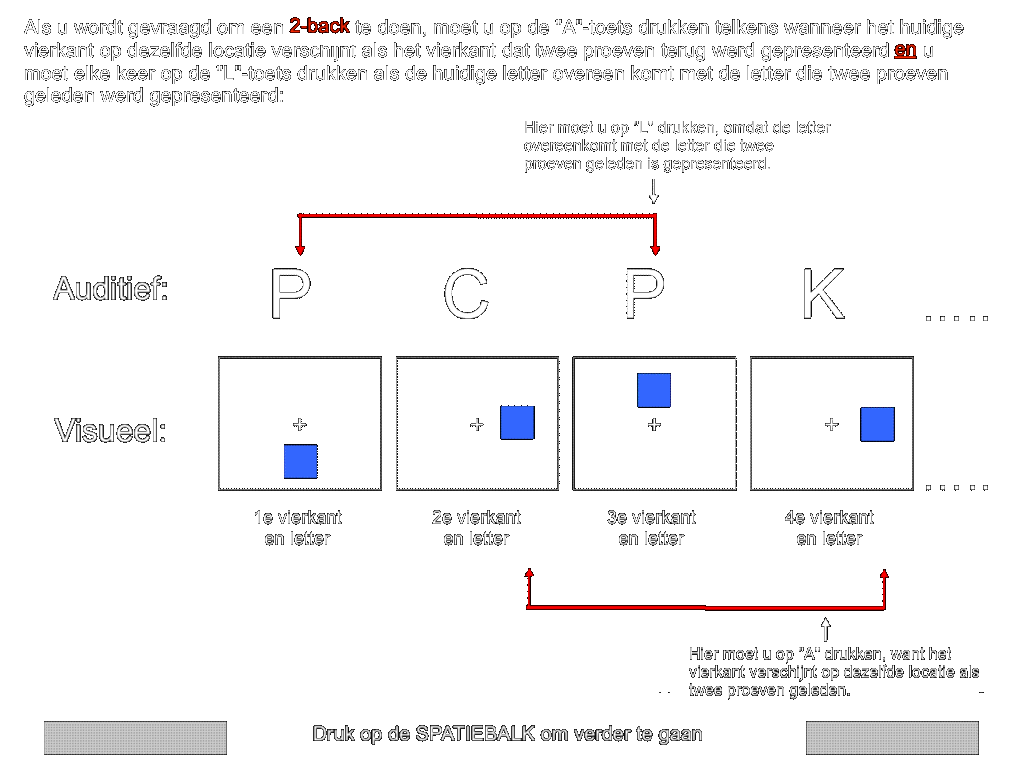 Als u wordt gevraagd om een 2-back te doen, moet u op de "A"-toets drukken telkens wanneer het huidige
vierkant op dezelfde locatie verschijnt als het vierkant dat twee proeven terug werd gepresenteerd en u
moet elke keer op de "L"-toets drukken als de huidige letter overeen komt met de letter die twee proeven
geleden werd gepresenteerd:
Hier moet u op "L" drukken, omdat de letter
overeenkomt met de letter die twee
proeven geleden is gepresenteerd.
Auditief: P C P K .....
Visueel: + + + + .....
1e vierkant
en letter
2e vierkant
en letter
3e vierkant
en letter
4e vierkant
en letter
Hier moet u op "A" drukken, want het
vierkant verschijnt op dezelfde locatie als
twee proeven geleden.
Druk op de SPATIEBALK om verder te gaan